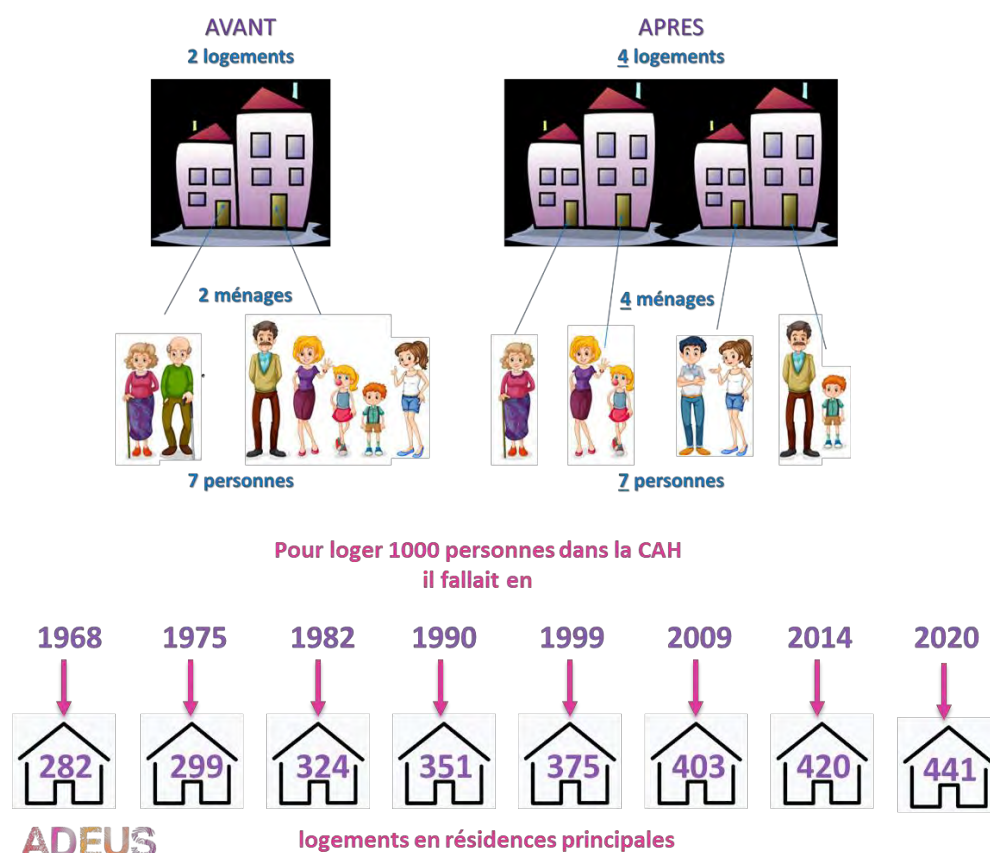 AVANT
2 logements
APRES
4 logements
2 ménages
4 ménages
7 personnes
7 personnes
Pour loger 1000 personnes dans la CAH
il fallait en
1968 1975 1982 1990 1999 2009 2014 2020
282 299 324 351 375 403 420 441
ADEUS
logements en résidences principales